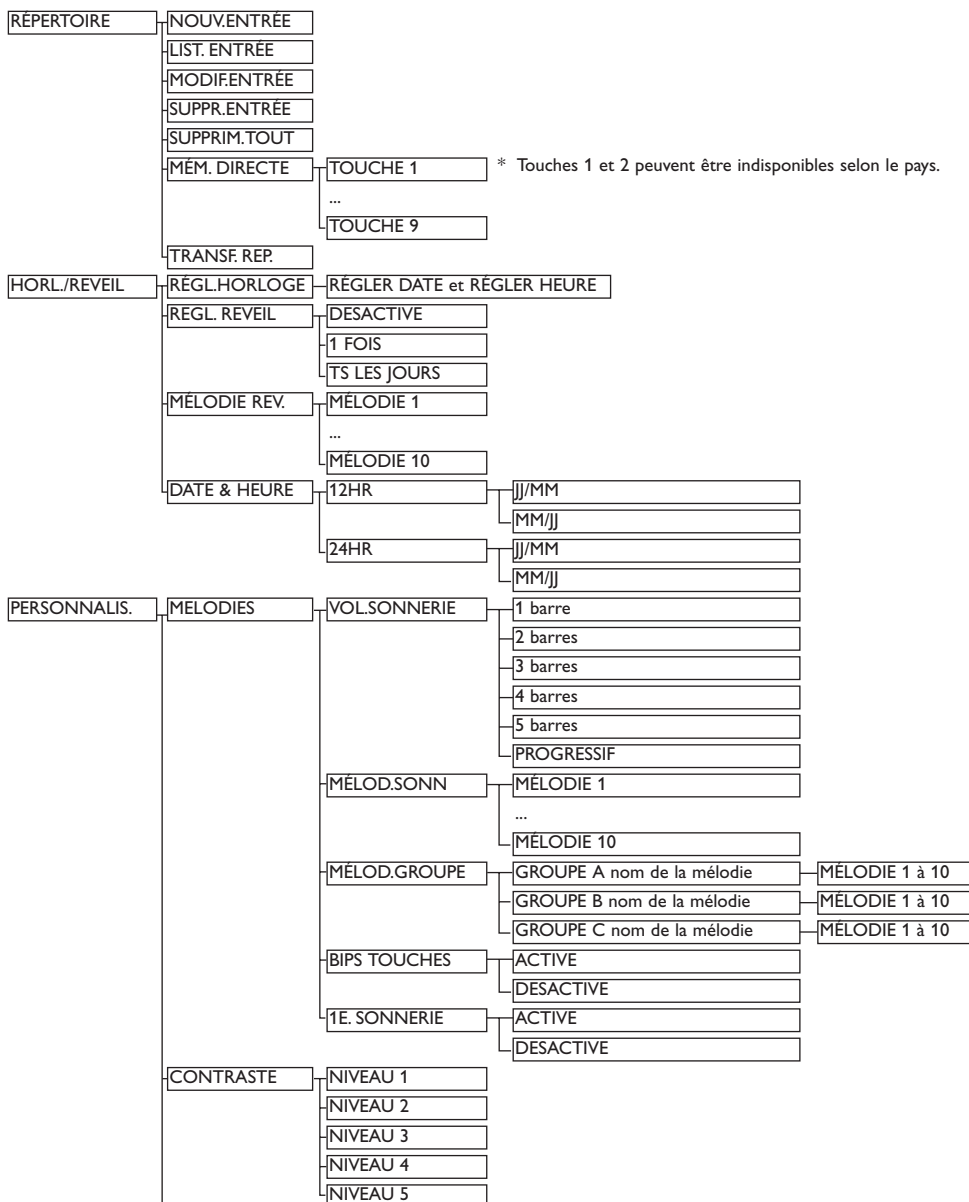 RÉPERTOIRE NOUV.ENTRÉE
LIST. ENTRÉE
MODIF.ENTRÉE
SUPPR.ENTRÉE
SUPPRIM.TOUT
MÉM. DIRECTE TOUCHE 1 * Touches 1 et 2 peuvent être indisponibles selon le pays.
...
TOUCHE 9
TRANSF. REP.
HORL./REVEIL RÉGL.HORLOGE RÉGLER DATE et RÉGLER HEURE
REGL. REVEIL DESACTIVE
1 FOIS
TS LES JOURS
MÉLODIE REV. MÉLODIE 1
...
MÉLODIE 10
DATE & HEURE 12HR JJ/MM
MM/JJ
24HR JJ/MM
MM/JJ
PERSONNALIS. MELODIES VOL.SONNERIE 1 barre
2 barres
3 barres
4 barres
5 barres
PROGRESSIF
MÉLOD.SONN MÉLODIE 1
...
MÉLODIE 10
MÉLOD.GROUPE GROUPE A nom de la mélodie MÉLODIE 1 à 10
GROUPE B nom de la mélodie MÉLODIE 1 à 10
GROUPE C nom de la mélodie MÉLODIE 1 à 10
BIPS TOUCHES ACTIVE
DESACTIVE
1E. SONNERIE ACTIVE
DESACTIVE
CONTRASTE NIVEAU 1
NIVEAU 2
NIVEAU 3
NIVEAU 4
NIVEAU 5